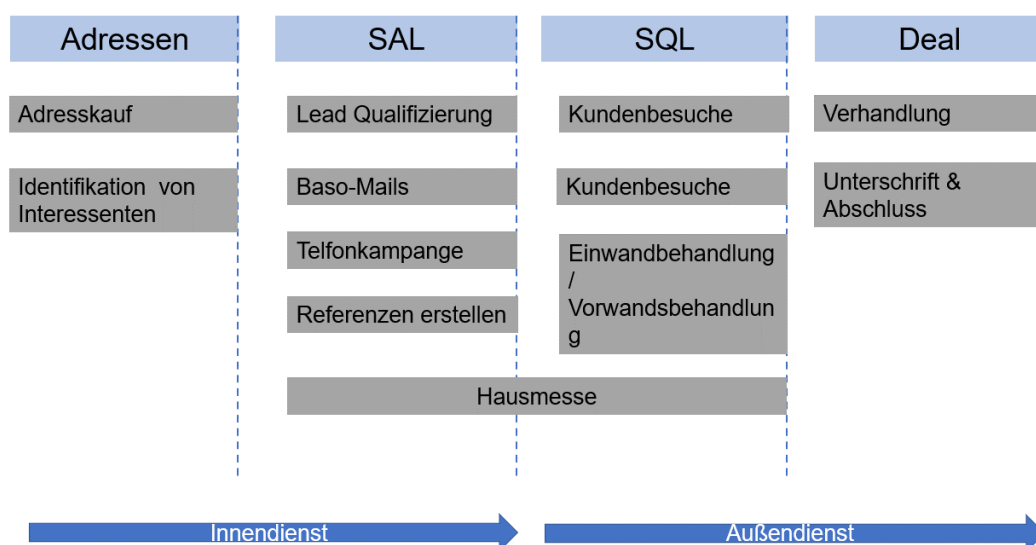 Adressen
SAL
SQL
Deal
Adresskauf
Lead Qualifizierung
Kundenbesuche
Verhandlung
Identifikation von
Interessenten
Baso-Mails
Kundenbesuche
Unterschrift &
Abschluss
Telfonkampange
Einwandbehandlung
/
Vorwandsbehandlun
g
Referenzen erstellen
Hausmesse
Innendienst
Außendienst